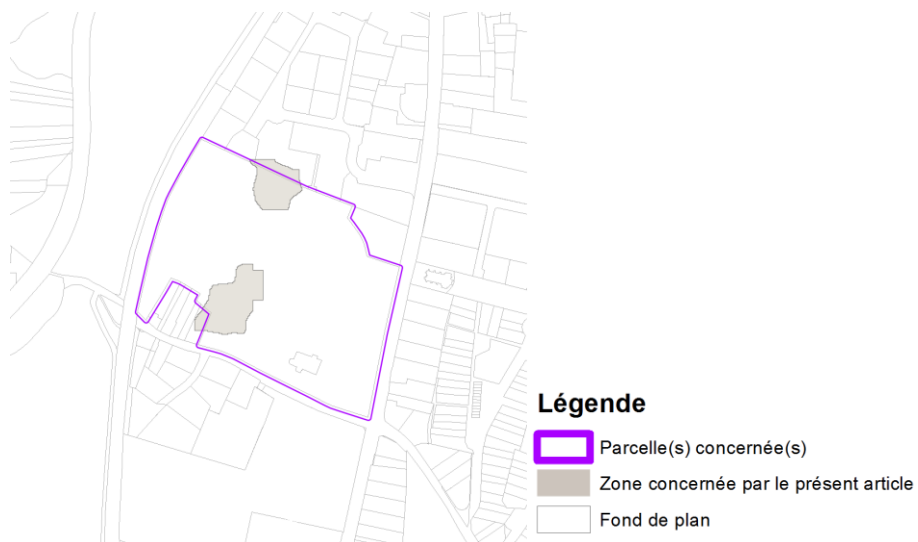 Légende
Parcelle(s) concernée(s)
Zone concernée par le présent article
Fond de plan